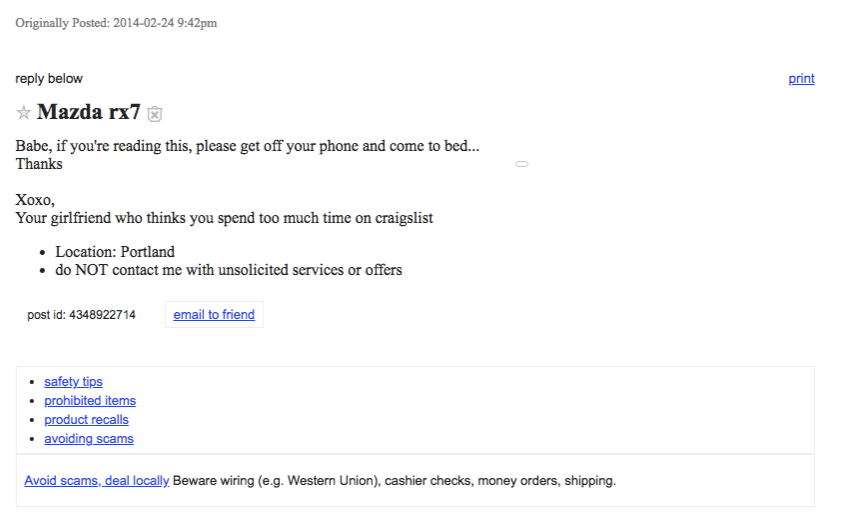 Originally Posted: 2014-02-24 9:42pm
reply below
print
Mazda rx7
Babe, if you're reading this, please get off your phone and come to bed...
Thanks
Xoxo,
Your girlfriend who thinks you spend too much time on craigslist
Location: Portland
do NOT contact me with unsolicited services or offers
post id: 4348922714
email to friend
safety tips
prohibited items
product recalls
avoiding scams
Avoid scams, deal locally Beware wiring (e.g. Western Union), cashier checks, money orders, shipping.